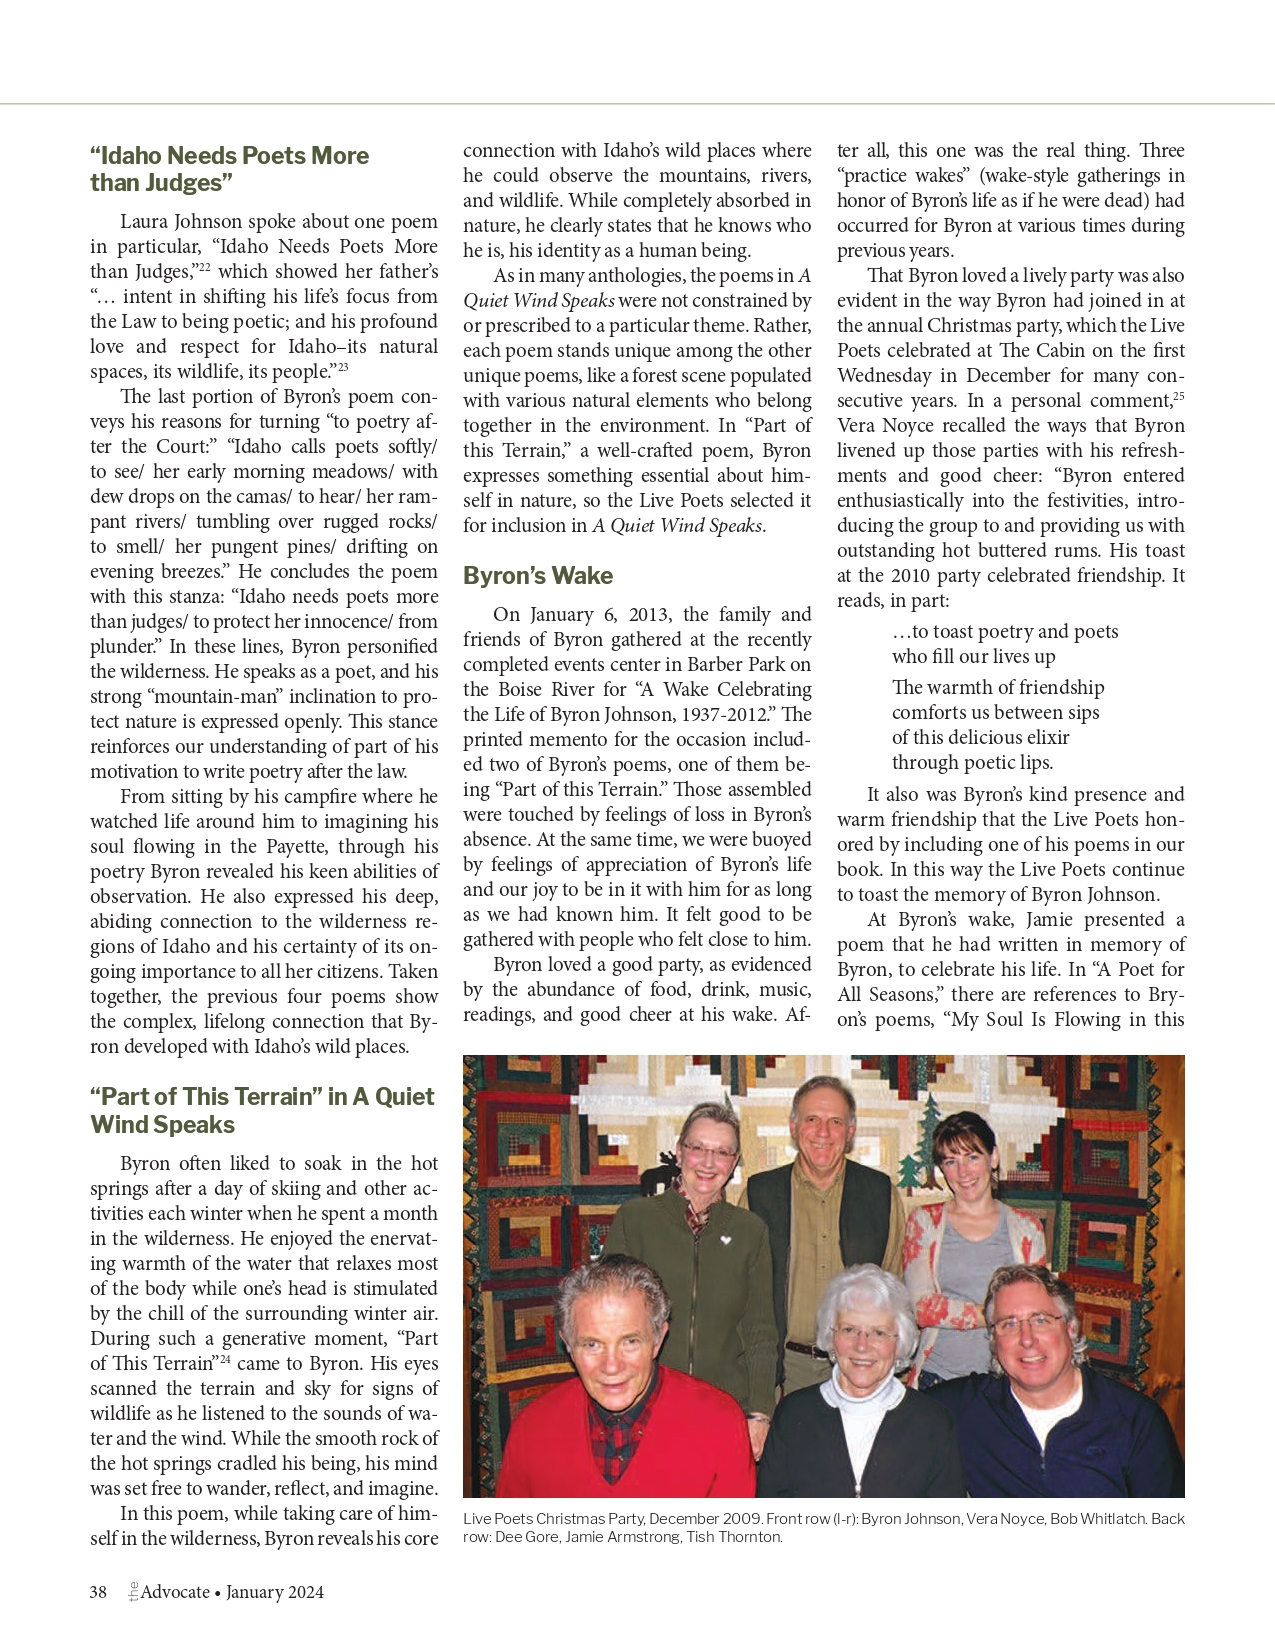 “Idaho Needs Poets More
than Judges”
Laura Johnson spoke about one poem
in particular, “Idaho Needs Poets More
than Judges,”22 which showed her father’s
“… intent in shifting his life’s focus from
the Law to being poetic; and his profound
love and respect for Idaho–its natural
spaces, its wildlife, its people.”23
The last portion of Byron’s poem con-
veys his reasons for turning “to poetry af-
ter the Court:” “Idaho calls poets softly/
to see/ her early morning meadows/ with
dew drops on the camas/ to hear/ her ram-
pant rivers/ tumbling over rugged rocks/
to smell/ her pungent pines/ drifting on
evening breezes.” He concludes the poem
with this stanza: “Idaho needs poets more
than judges/ to protect her innocence/ from
plunder.” In these lines, Byron personified
the wilderness. He speaks as a poet, and his
strong “mountain-man” inclination to pro-
tect nature is expressed openly. This stance
reinforces our understanding of part of his
motivation to write poetry after the law.
From sitting by his campfire where he
watched life around him to imagining his
soul flowing in the Payette, through his
poetry Byron revealed his keen abilities of
observation. He also expressed his deep,
abiding connection to the wilderness re-
gions of Idaho and his certainty of its on-
going importance to all her citizens. Taken
together, the previous four poems show
the complex, lifelong connection that By-
ron developed with Idaho’s wild places.
“Part of This Terrain” in A Quiet
Wind Speaks
Byron often liked to soak in the hot
springs after a day of skiing and other ac-
tivities each winter when he spent a month
in the wilderness. He enjoyed the enervat-
ing warmth of the water that relaxes most
of the body while one’s head is stimulated
by the chill of the surrounding winter air.
During such a generative moment, “Part
of This Terrain”24 came to Byron. His eyes
scanned the terrain and sky for signs of
wildlife as he listened to the sounds of wa-
ter and the wind. While the smooth rock of
the hot springs cradled his being, his mind
was set free to wander, reflect, and imagine.
In this poem, while taking care of him-
self in the wilderness, Byron reveals his core
connection with Idaho’s wild places where
he could observe the mountains, rivers,
and wildlife. While completely absorbed in
nature, he clearly states that he knows who
he is, his identity as a human being.
As in many anthologies, the poems in A
Quiet Wind Speaks were not constrained by
or prescribed to a particular theme. Rather,
each poem stands unique among the other
unique poems, like a forest scene populated
with various natural elements who belong
together in the environment. In “Part of
this Terrain,” a well-crafted poem, Byron
expresses something essential about him-
self in nature, so the Live Poets selected it
for inclusion in A Quiet Wind Speaks.
Byron’s Wake
On January 6, 2013, the family and
friends of Byron gathered at the recently
completed events center in Barber Park on
the Boise River for “A Wake Celebrating
the Life of Byron Johnson, 1937-2012.” The
printed memento for the occasion includ-
ed two of Byron’s poems, one of them be-
ing “Part of this Terrain.” Those assembled
were touched by feelings of loss in Byron’s
absence. At the same time, we were buoyed
by feelings of appreciation of Byron’s life
and our joy to be in it with him for as long
as we had known him. It felt good to be
gathered with people who felt close to him.
Byron loved a good party, as evidenced
by the abundance of food, drink, music,
readings, and good cheer at his wake. Af-
ter all, this one was the real thing. Three
“practice wakes” (wake-style gatherings in
honor of Byron’s life as if he were dead) had
occurred for Byron at various times during
previous years.
That Byron loved a lively party was also
evident in the way Byron had joined in at
the annual Christmas party, which the Live
Poets celebrated at The Cabin on the first
Wednesday in December for many con-
secutive years. In a personal comment,25
Vera Noyce recalled the ways that Byron
livened up those parties with his refresh-
ments and good cheer: “Byron entered
enthusiastically into the festivities, intro-
ducing the group to and providing us with
outstanding hot buttered rums. His toast
at the 2010 party celebrated friendship. It
reads, in part:
…to toast poetry and poets
who fill our lives up
The warmth of friendship
comforts us between sips
of this delicious elixir
through poetic lips.
It also was Byron’s kind presence and
warm friendship that the Live Poets hon-
ored by including one of his poems in our
book. In this way the Live Poets continue
to toast the memory of Byron Johnson.
At Byron’s wake, Jamie presented a
poem that he had written in memory of
Byron, to celebrate his life. In “A Poet for
All Seasons,” there are references to Bry-
on’s poems, “My Soul Is Flowing in this
Live Poets Christmas Party, December 2009. Front row (l-r): Byron Johnson, Vera Noyce, Bob Whitlatch. Back
row: Dee Gore, Jamie Armstrong, Tish Thornton.
38 the Advocate • January 2024